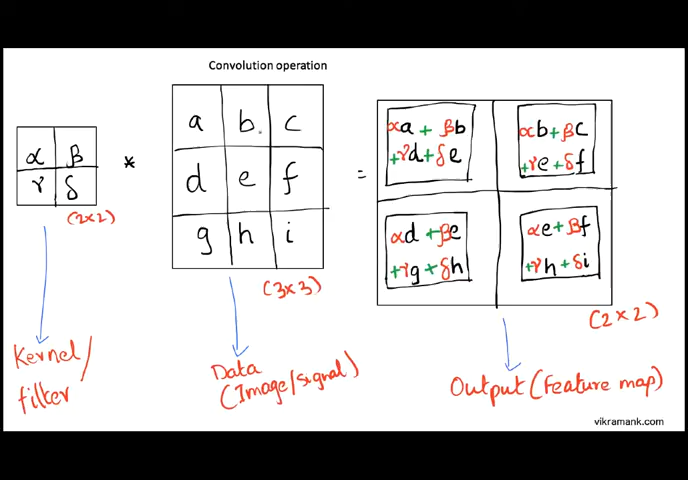 Convolution operation
α β
γ δ
(2×2)
*
a b c
d e f
g h i
(3×3)
=
αa + βb
+γd+δe
αb+βc
+γe+δf
αd +βe
+γg+δh
αe+βf
+γh+δi
(2×2)
Kernel/
filter
Data
(Image/signal)
Output(Feature map)
vikramank.com